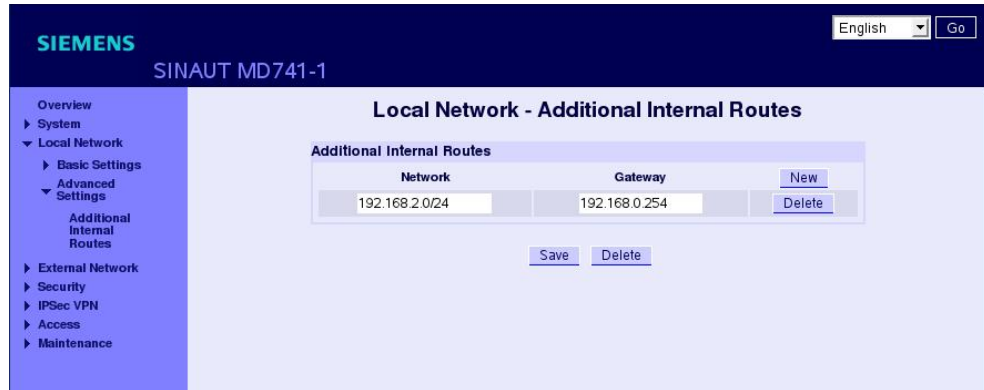 English Go
SIEMENS
SINAUT MD741-1
Overview
System
Local Network
Basic Settings
Advanced
Settings
Additional
Internal
Routes
External Network
Security
IPSec VPN
Access
Maintenance
Local Network - Additional Internal Routes
Additional Internal Routes
Network Gateway New
192.168.2.0/24 192.168.0.254 Delete
Save Delete